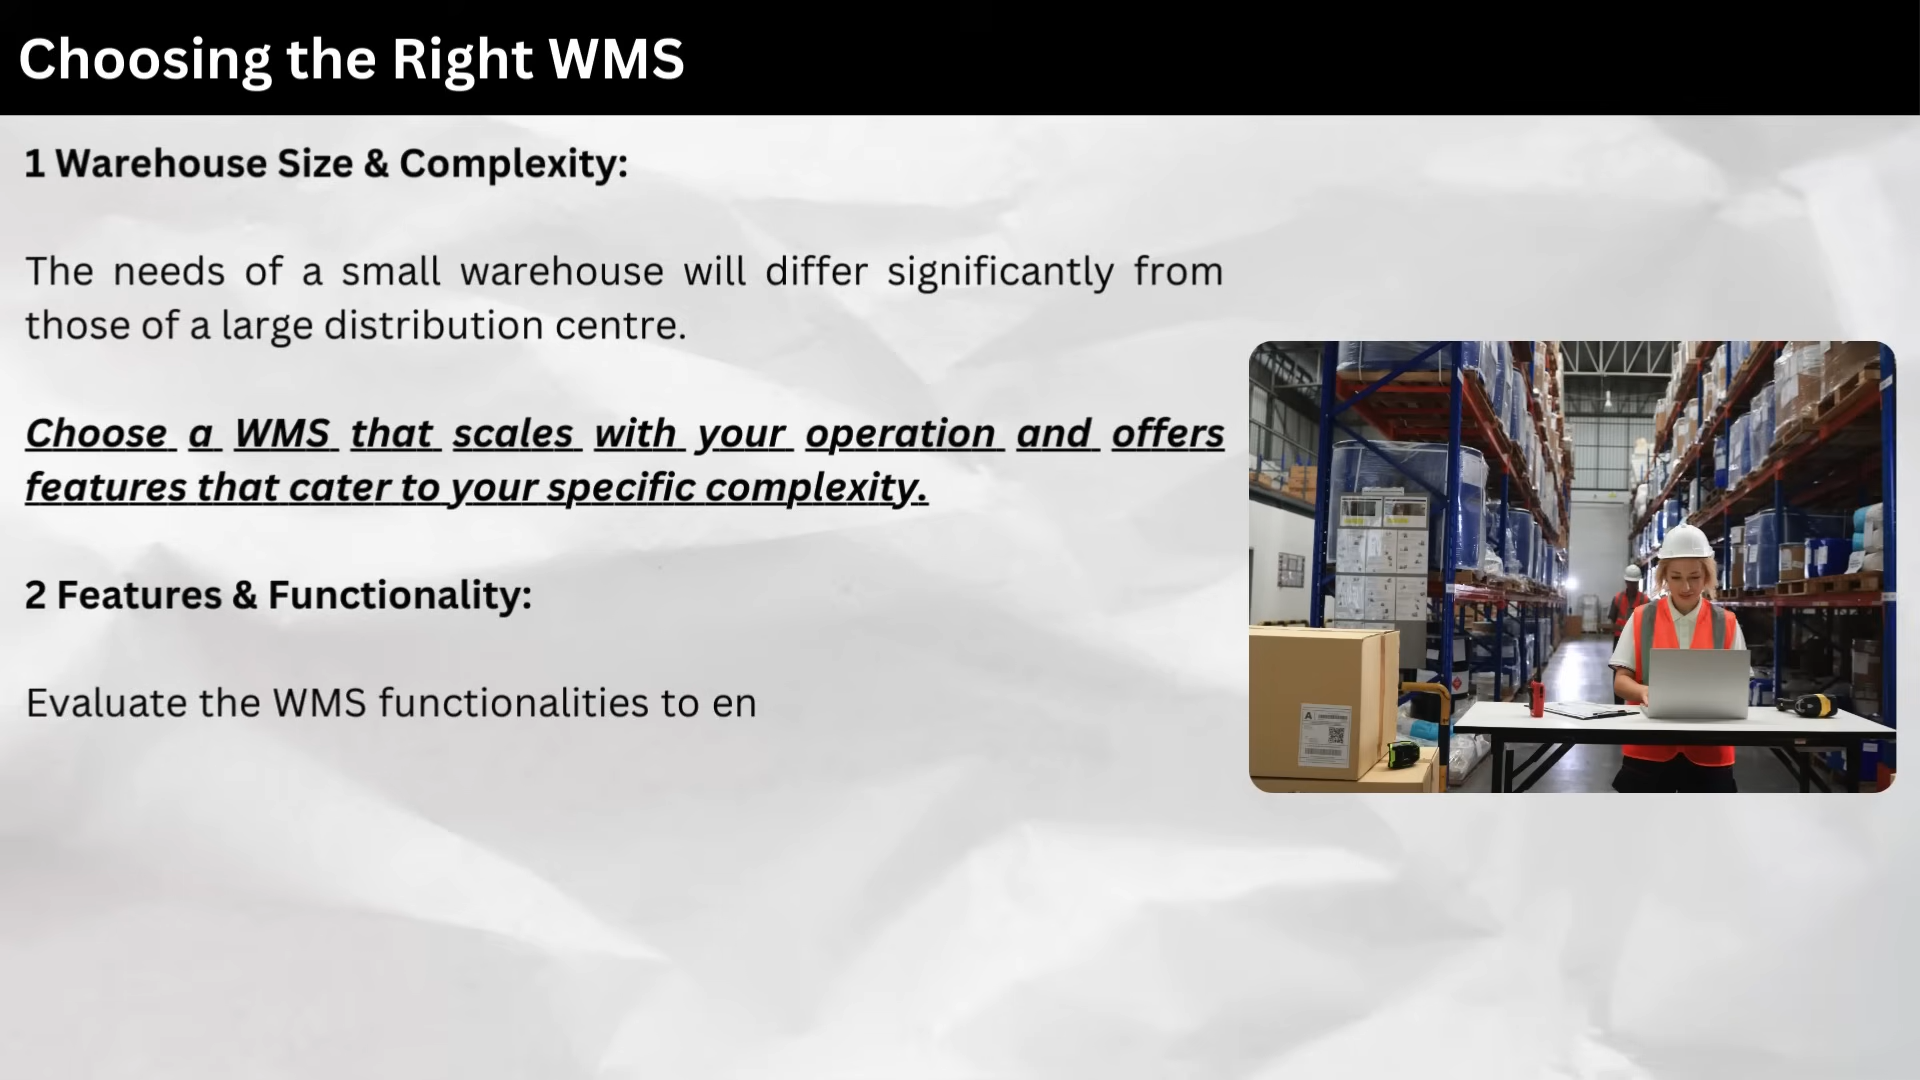 Choosing the Right WMS
1 Warehouse Size & Complexity:
The needs of a small warehouse will differ significantly from
those of a large distribution centre.
Choose a WMS that scales with your operation and offers
features that cater to your specific complexity.
2 Features & Functionality:
Evaluate the WMS functionalities to en
A